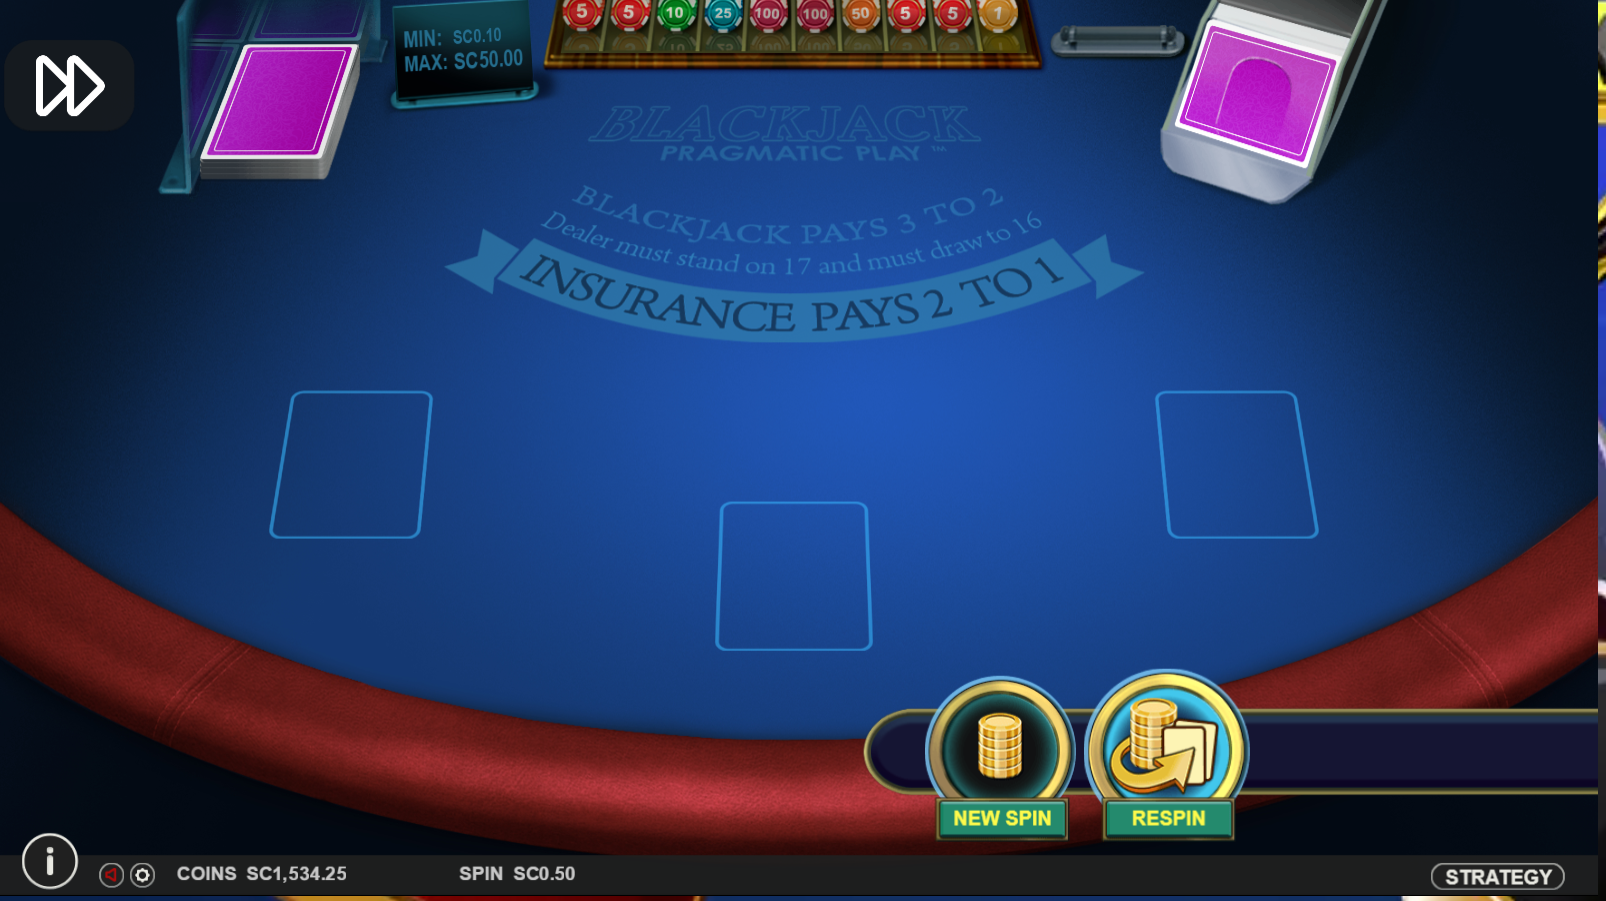 5 5 10 25 100 100 50 5 5 1
MIN: SC0.10
MAX: SC50.00
BLACKJACK
PRAGMATIC PLAY™
BLACKJACK PAYS 3 TO 2
Dealer must stand on 17 and must draw to 16
INSURANCE PAYS 2 TO 1
NEW SPIN
RESPIN
i
COINS SC1,534.25
SPIN SC0.50
STRATEGY